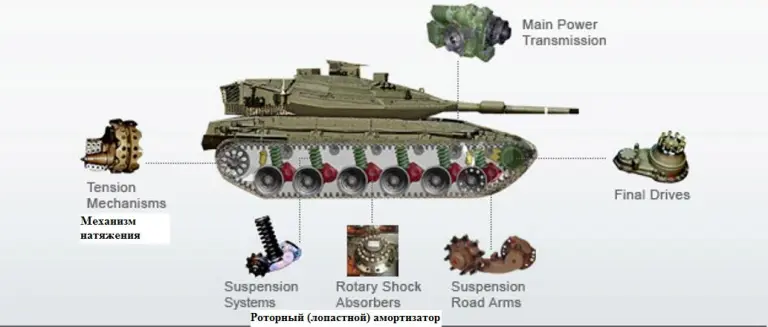 Main Power
Transmission
Tension
Mechanisms
Механизм
натяжения
Final Drives
Suspension
Systems
Rotary Shock
Absorbers
Suspension
Road Arms
Роторный (лопастной) амортизатор